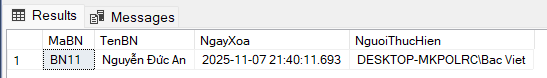 Results Messages
MaBN TenBN NgayXoa NguoiThucHien
1 BN11 Nguyễn Đức An 2025-11-07 21:40:11.693 DESKTOP-MKPOLRC\Bac Viet